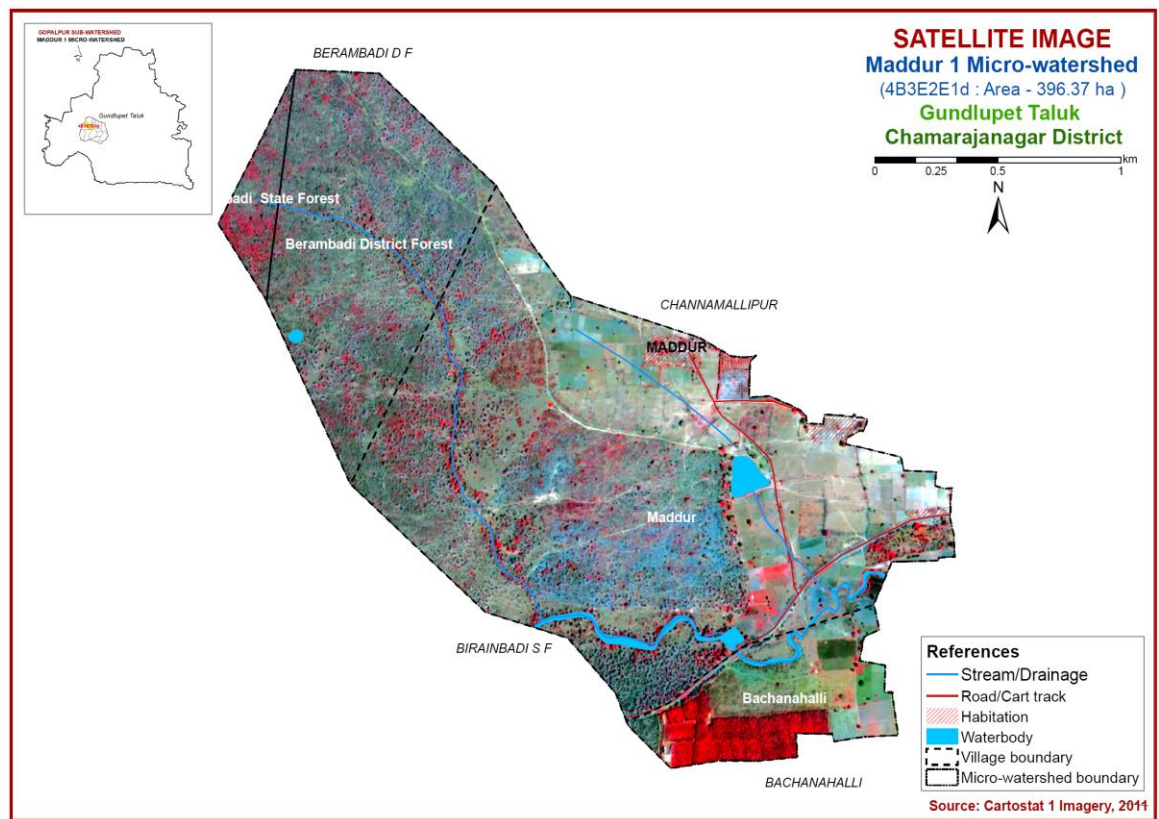 GOPALPUR SUB-WATERSHED
MADDUR 1 MICRO-WATERSHED
N
Gundlupet Taluk
SATELLITE IMAGE
Maddur 1 Micro-watershed
(4B3E2E1d : Area - 396.37 ha )
Gundlupet Taluk
Chamarajanagar District
km
0 0.25 0.5 1
N
BERAMBADI D F
badi State Forest
Berambadi District Forest
CHANNAMALLIPUR
MADDUR
Maddur
BIRAINBADI S F
Bachanahalli
BACHANAHALLI
References
Stream/Drainage
Road/Cart track
Habitation
Waterbody
Village boundary
Micro-watershed boundary
Source: Cartostat 1 Imagery, 2011